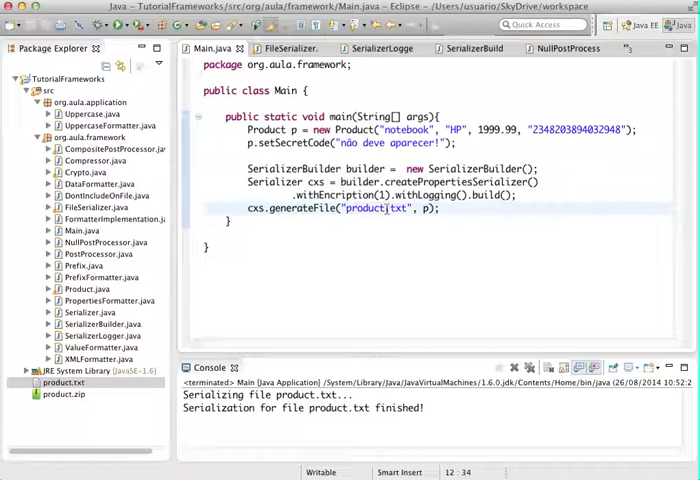 Java - TutorialFrameworks/src/org/aula/framework/Main.java - Eclipse - /Users/usuario/SkyDrive/workspace
Quick Access
Java EE
Java
Package Explorer
TutorialFrameworks
src
org.aula.application
Uppercase.java
UppercaseFormatter.java
org.aula.framework
CompositePostProcessor.jav
Compressor.java
Crypto.java
DataFormatter.java
DontIncludeOnFile.java
FileSerializer.java
FormatterImplementation.j
Main.java
NullPostProcessor.java
PostProcessor.java
Prefix.java
PrefixFormatter.java
Product.java
PropertiesFormatter.java
Serializer.java
SerializerBuilder.java
SerializerLogger.java
ValueFormatter.java
XMLFormatter.java
JRE System Library [JavaSE-1.6]
product.txt
product.zip
Main.java
FileSerializer.
SerializerLogge
SerializerBuild
NullPostProcess
»3
package org.aula.framework;
public class Main {
public static void main(String[] args){
Product p = new Product("notebook", "HP", 1999.99, "2348203894032948");
p.setSecretCode("não deve aparecer!");
SerializerBuilder builder = new SerializerBuilder();
Serializer cxs = builder.createPropertiesSerializer()
.withEncription(1).withLogging().build();
cxs.generateFile("product.txt", p);
}
}
Console
<terminated> Main [Java Application] /System/Library/Java/JavaVirtualMachines/1.6.0.jdk/Contents/Home/bin/java (26/08/2014 10:52:2
Serializing file product.txt...
Serialization for file product.txt finished!
Writable
Smart Insert
12 : 34